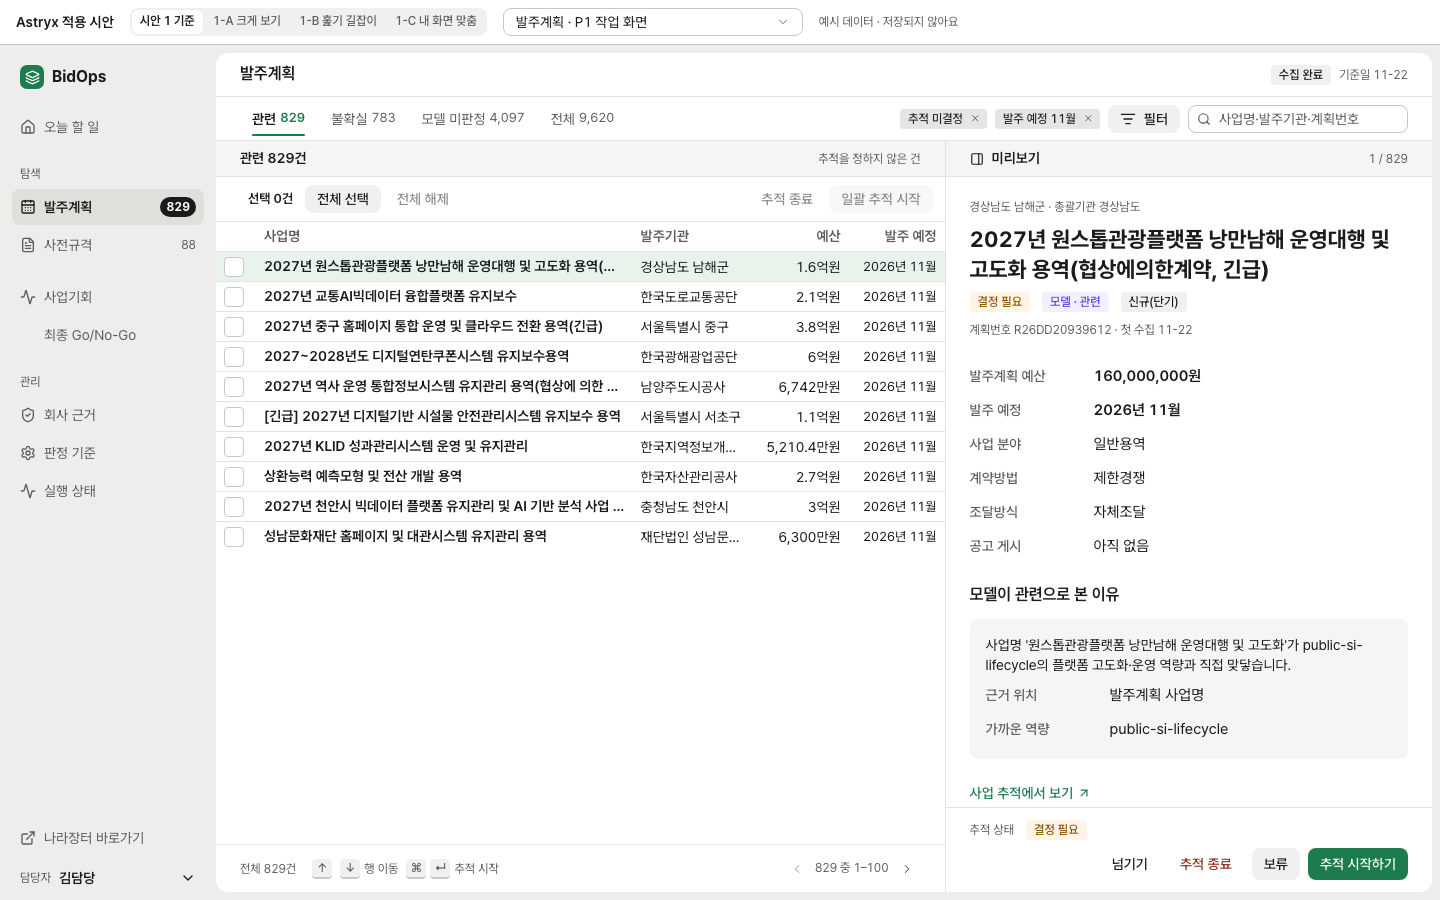 Astryx 적용 시안
시안 1 기준
1-A 크게 보기
1-B 훑기 길잡이
1-C 내 화면 맞춤
발주계획 · P1 작업 화면
예시 데이터 · 저장되지 않아요
BidOps
오늘 할 일
탐색
발주계획 829
사전규격 88
사업기회
최종 Go/No-Go
관리
회사 근거
판정 기준
실행 상태
나라장터 바로가기
담당자 김담당
발주계획
수집 완료 기준일 11-22
관련 829
불확실 783
모델 미판정 4,097
전체 9,620
추적 미결정 ×
발주 예정 11월 ×
필터
사업명·발주기관·계획번호
관련 829건
추적을 정하지 않은 건
선택 0건
전체 선택
전체 해제
추적 종료
일괄 추적 시작
사업명 발주기관 예산 발주 예정
2027년 원스톱관광플랫폼 낭만남해 운영대행 및 고도화 용역(... 경상남도 남해군 1.6억원 2026년 11월
2027년 교통AI빅데이터 융합플랫폼 유지보수 한국도로교통공단 2.1억원 2026년 11월
2027년 중구 홈페이지 통합 운영 및 클라우드 전환 용역(긴급) 서울특별시 중구 3.8억원 2026년 11월
2027~2028년도 디지털연탄쿠폰시스템 유지보수용역 한국광해광업공단 6억원 2026년 11월
2027년 역사 운영 통합정보시스템 유지관리 용역(협상에 의한 ... 남양주도시공사 6,742만원 2026년 11월
[긴급] 2027년 디지털기반 시설물 안전관리시스템 유지보수 용역 서울특별시 서초구 1.1억원 2026년 11월
2027년 KLID 성과관리시스템 운영 및 유지관리 한국지역정보개... 5,210.4만원 2026년 11월
상환능력 예측모형 및 전산 개발 용역 한국자산관리공사 2.7억원 2026년 11월
2027년 천안시 빅데이터 플랫폼 유지관리 및 AI 기반 분석 사업 ... 충청남도 천안시 3억원 2026년 11월
성남문화재단 홈페이지 및 대관시스템 유지관리 용역 재단법인 성남문... 6,300만원 2026년 11월
전체 829건
↑ ↓ 행 이동 ⌘ ↵ 추적 시작
829 중 1–100
미리보기
1 / 829
경상남도 남해군 · 총괄기관 경상남도
2027년 원스톱관광플랫폼 낭만남해 운영대행 및
고도화 용역(협상에의한계약, 긴급)
결정 필요
모델 · 관련
신규(단기)
계획번호 R26DD20939612 · 첫 수집 11-22
발주계획 예산 160,000,000원
발주 예정 2026년 11월
사업 분야 일반용역
계약방법 제한경쟁
조달방식 자체조달
공고 게시 아직 없음
모델이 관련으로 본 이유
사업명 '원스톱관광플랫폼 낭만남해 운영대행 및 고도화'가 public-si-
lifecycle의 플랫폼 고도화·운영 역량과 직접 맞닿습니다.
근거 위치 발주계획 사업명
가까운 역량 public-si-lifecycle
사업 추적에서 보기
추적 상태 결정 필요
넘기기
추적 종료
보류
추적 시작하기